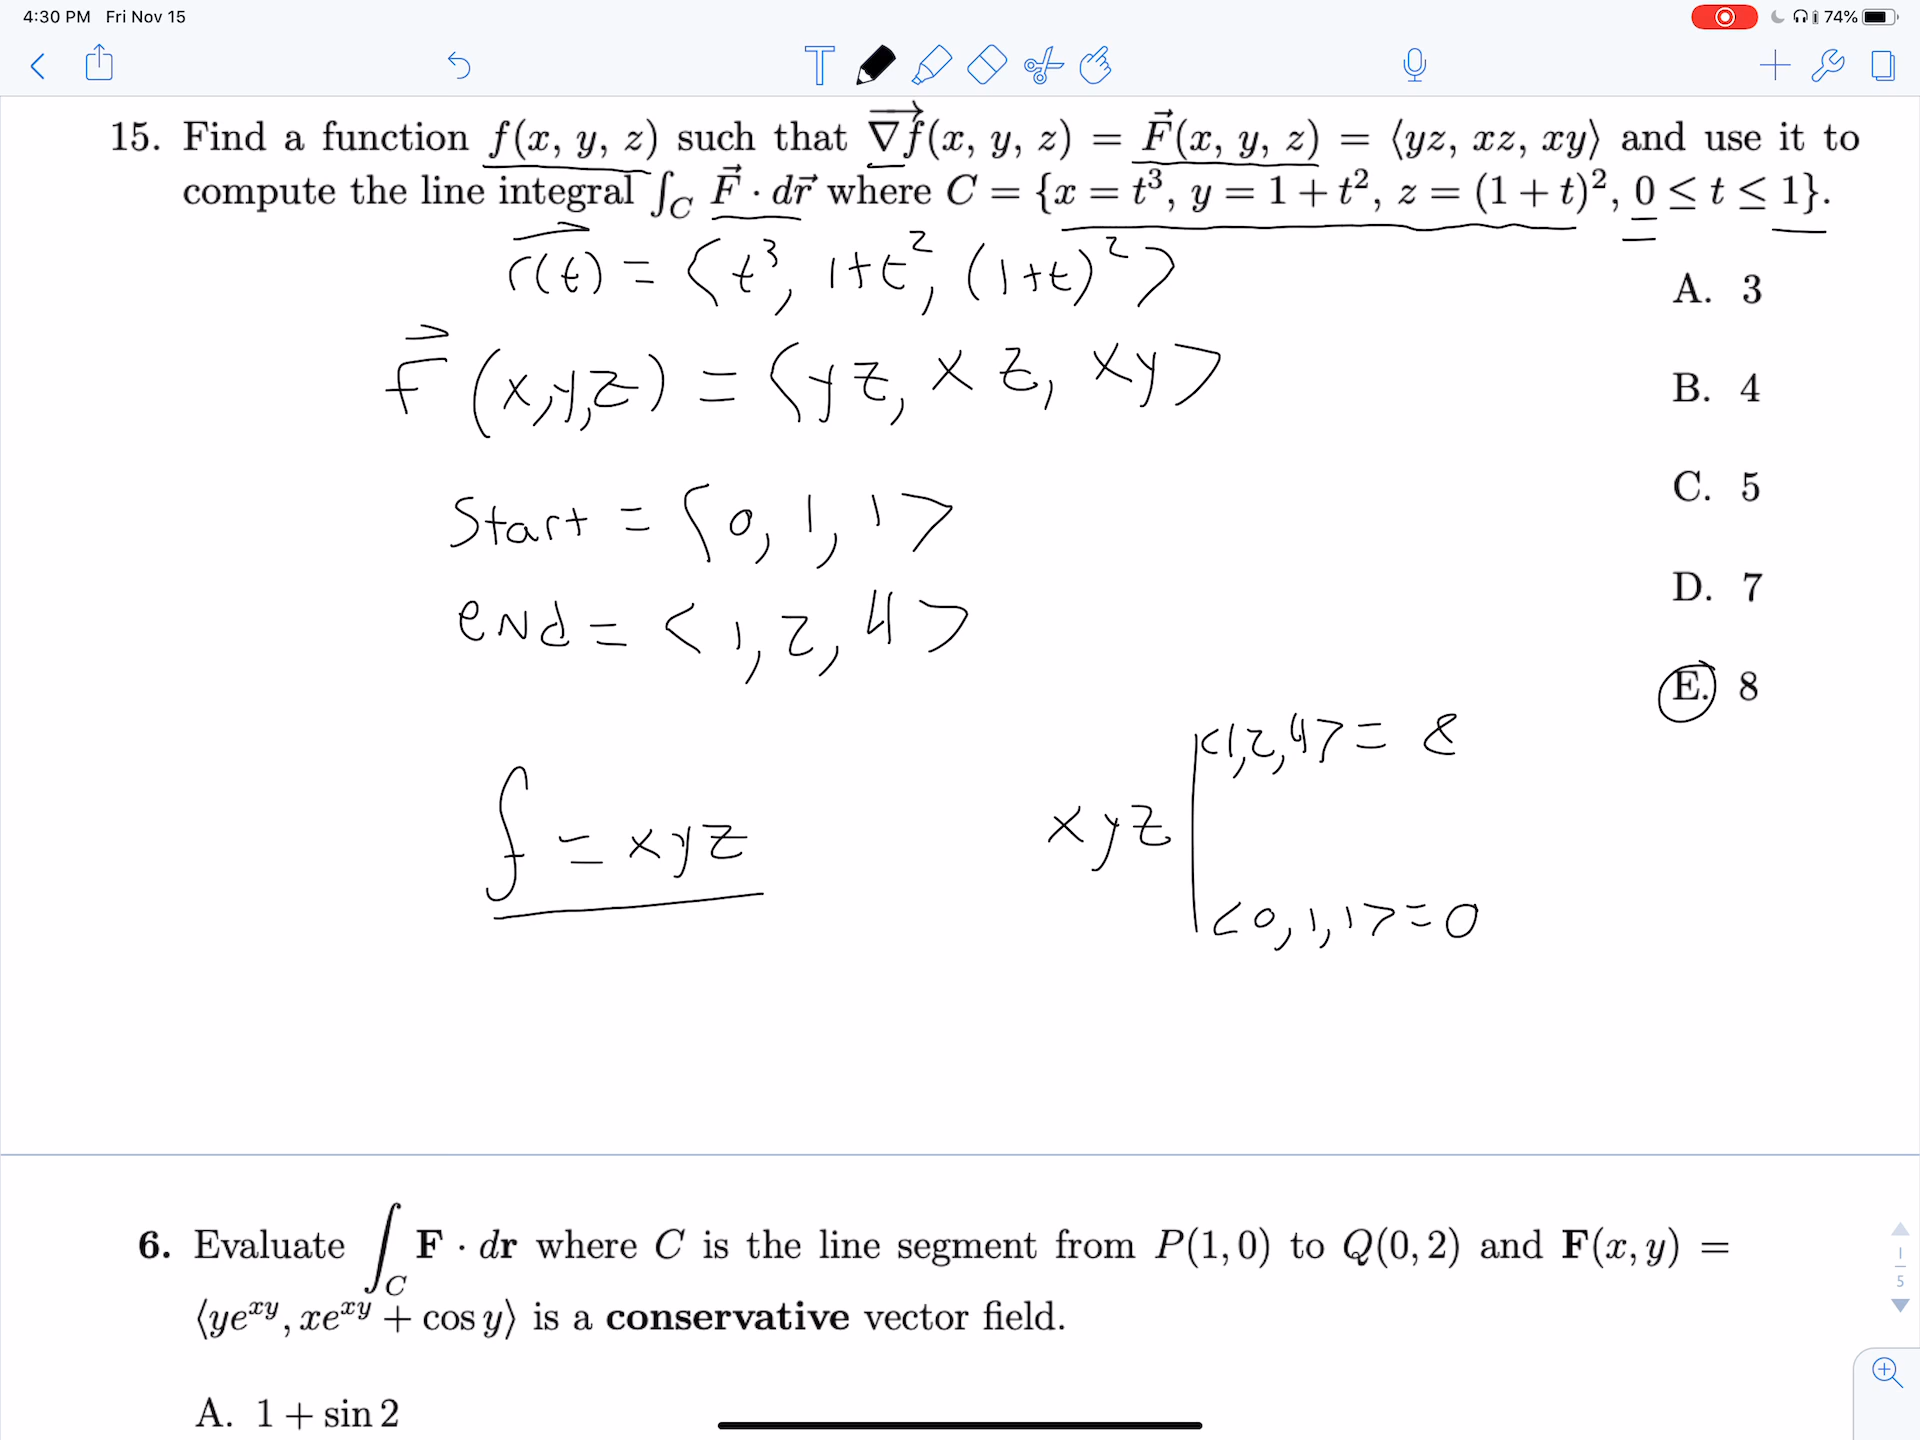 4:30 PM Fri Nov 15
74%
15. Find a function f(x, y, z) such that ∇f(x, y, z) = F⃗(x, y, z) = ⟨yz, xz, xy⟩ and use it to
compute the line integral ∫_C F⃗ · dr⃗ where C = {x = t³, y = 1 + t², z = (1 + t)², 0 ≤ t ≤ 1}.
r(t) = ⟨t³, 1+t², (1+t)²⟩
A. 3
F⃗(x,y,z) = ⟨yz, xz, xy⟩
B. 4
C. 5
Start = ⟨0, 1, 1⟩
D. 7
end = <1, 2, 4>
E. 8
f = xyz
xyz | <1,2,4> = 8
<0,1,1> = 0
6. Evaluate ∫_C F · dr where C is the line segment from P(1,0) to Q(0,2) and F(x,y) =
⟨ye^{xy}, xe^{xy} + cos y⟩ is a conservative vector field.
1
5
A. 1 + sin 2